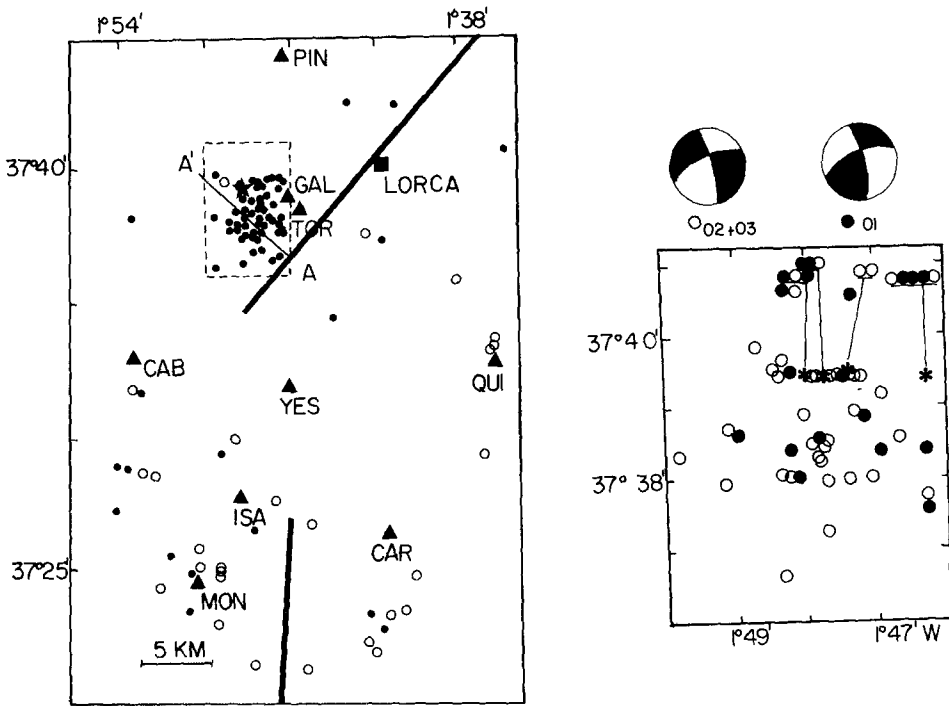 1°54'
1°38'
PIN
37°40'
A'
GAL
LORCA
TOR
A
CAB
QUI
YES
ISA
CAR
37°25'
MON
5 KM
02+03
01
37°40'
37°38'
1°49'
1°47' W